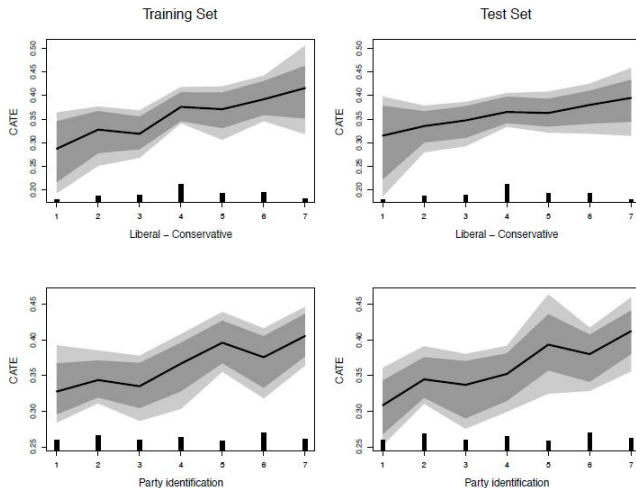 Training Set
Test Set
CATE
0.20 0.25 0.30 0.35 0.40 0.45 0.50
1 2 3 4 5 6 7
Liberal – Conservative
CATE
0.20 0.25 0.30 0.35 0.40 0.45 0.50
1 2 3 4 5 6 7
Liberal – Conservative
CATE
0.25 0.30 0.35 0.40 0.45
1 2 3 4 5 6 7
Party identification
CATE
0.25 0.30 0.35 0.40 0.45
1 2 3 4 5 6 7
Party identification